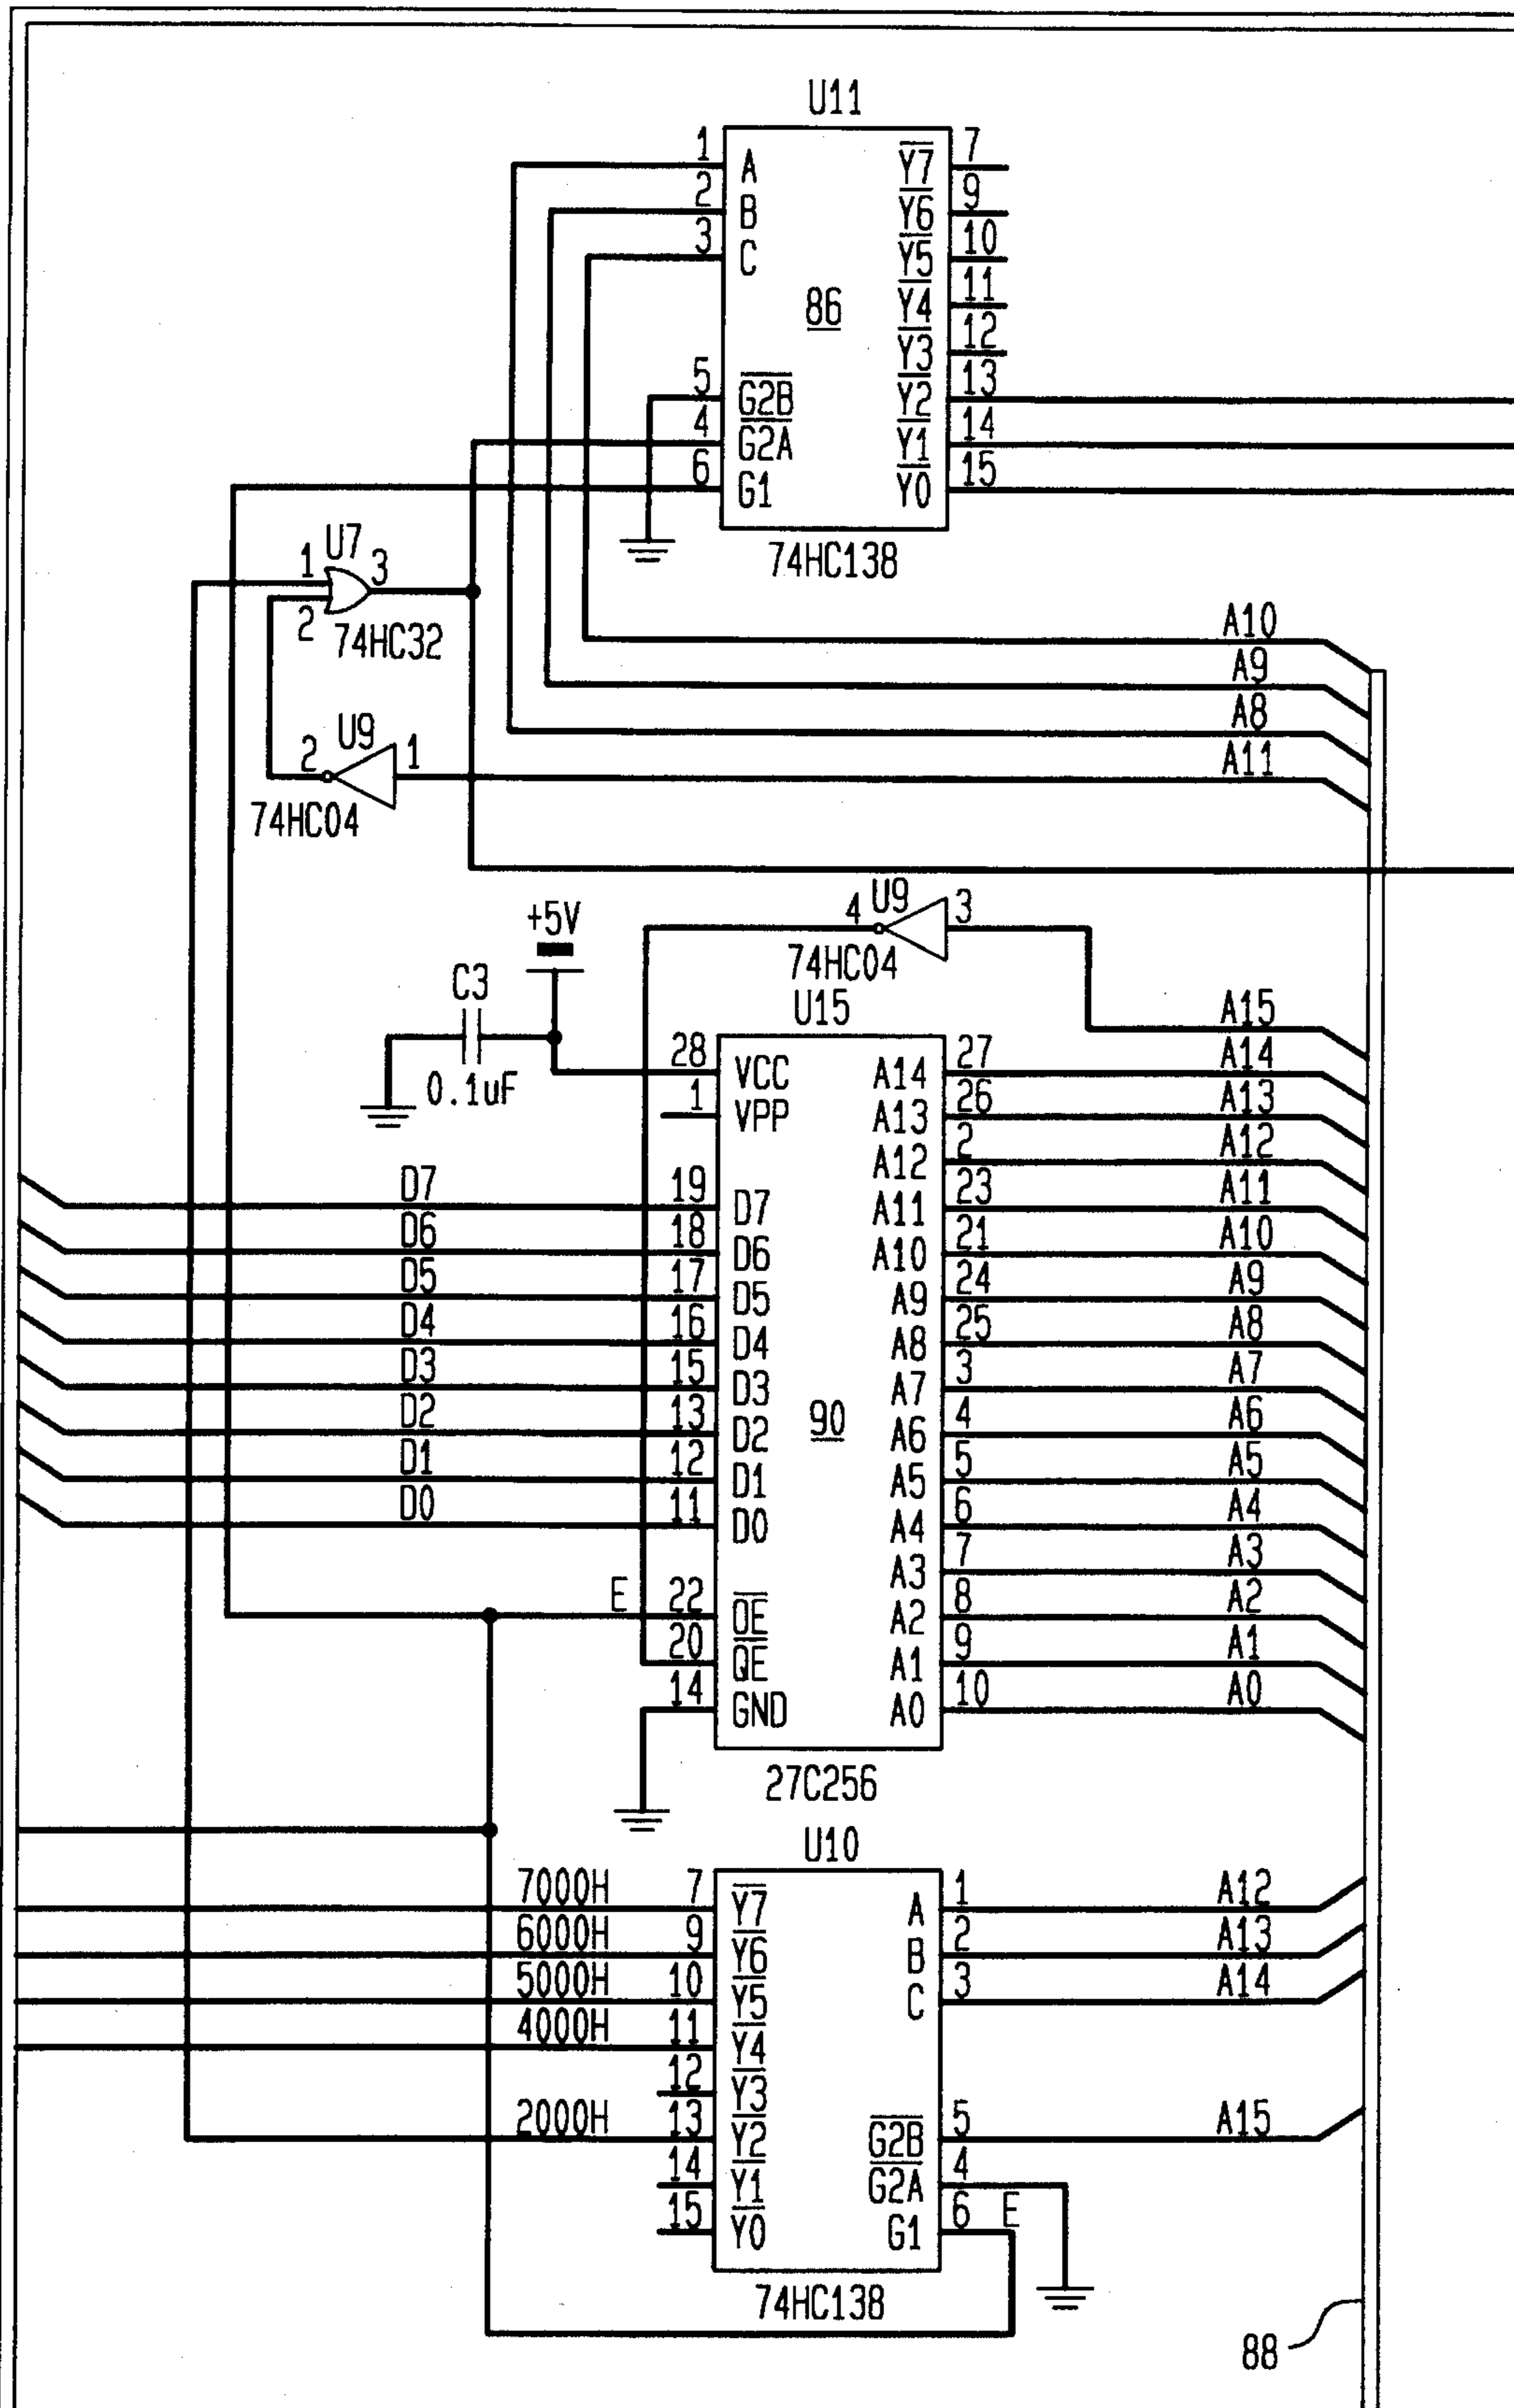 U11
1 A Y7 7
2 B Y6 9
3 C Y5 10
86 Y4 11
Y3 12
5 G2B Y2 13
4 G2A Y1 14
6 G1 Y0 15
74HC138
U7
1 3
2 74HC32
A10
A9
A8
U9
2 1 A11
74HC04
U9
4 3
74HC04
+5V
C3
0.1uF
U15
A15
28 VCC A14 27 A14
1 VPP A13 26 A13
A12 2 A12
D7 19 D7 A11 23 A11
D6 18 D6 A10 21 A10
D5 17 D5 A9 24 A9
D4 16 D4 A8 25 A8
D3 15 D3 A7 3 A7
D2 13 D2 90 A6 4 A6
D1 12 D1 A5 5 A5
D0 11 D0 A4 6 A4
A3 7 A3
E 22 OE A2 8 A2
20 QE A1 9 A1
14 GND A0 10 A0
27C256
U10
7000H 7 Y7 A 1 A12
6000H 9 Y6 B 2 A13
5000H 10 Y5 C 3 A14
4000H 11 Y4
12 Y3
2000H 13 Y2 G2B 5 A15
14 Y1 G2A 4
15 Y0 G1 6 E
74HC138
88